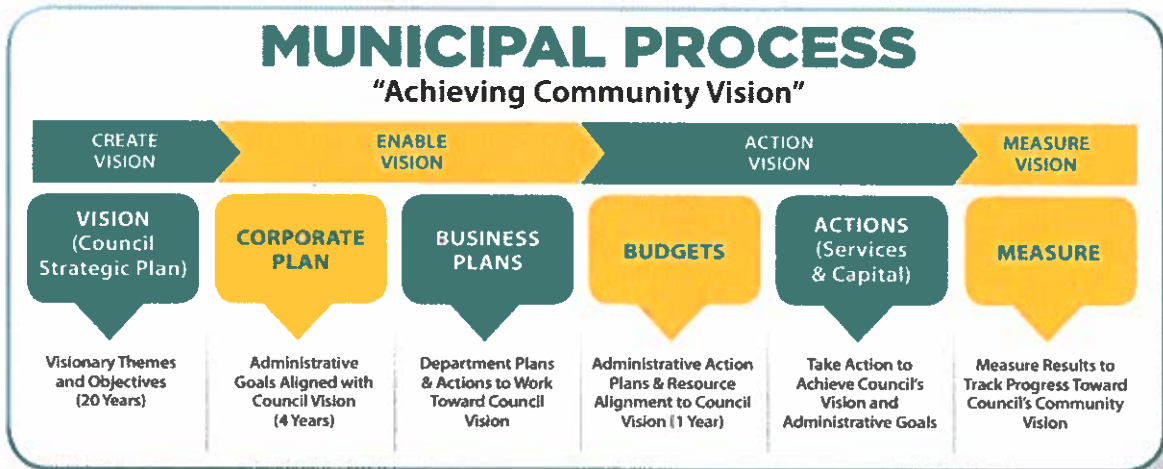 MUNICIPAL PROCESS
"Achieving Community Vision"
CREATE
VISION
ENABLE
VISION
ACTION
VISION
MEASURE
VISION
VISION
(Council
Strategic Plan)
CORPORATE
PLAN
BUSINESS
PLANS
BUDGETS
ACTIONS
(Services
& Capital)
MEASURE
Visionary Themes
and Objectives
(20 Years)
Administrative
Goals Aligned with
Council Vision
(4 Years)
Department Plans
& Actions to Work
Toward Council
Vision
Administrative Action
Plans & Resource
Alignment to Council
Vision (1 Year)
Take Action to
Achieve Council's
Vision and
Administrative Goals
Measure Results to
Track Progress Toward
Council's Community
Vision